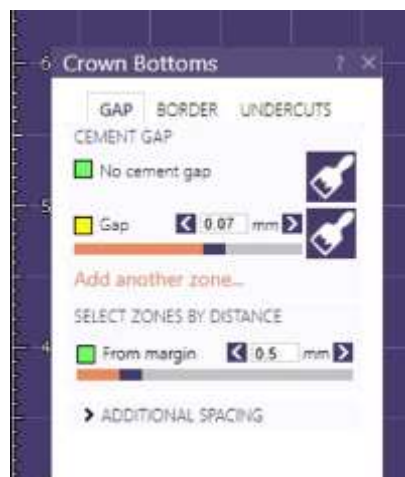 6
Crown Bottoms ? ×
GAP BORDER UNDERCUTS
CEMENT GAP
No cement gap
5
Gap 0.07 mm
Add another zone...
SELECT ZONES BY DISTANCE
4
From margin 0.5 mm
ADDITIONAL SPACING